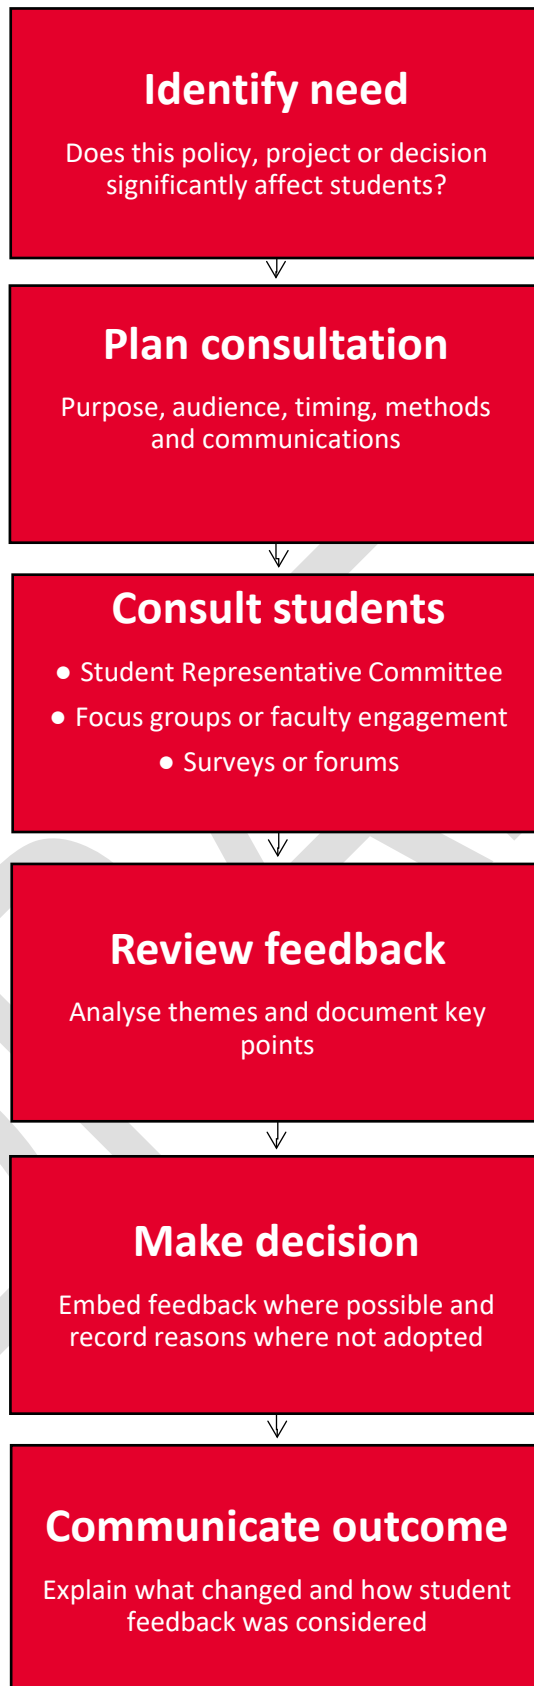 Identify need
Does this policy, project or decision
significantly affect students?
Plan consultation
Purpose, audience, timing, methods
and communications
Consult students
● Student Representative Committee
● Focus groups or faculty engagement
● Surveys or forums
Review feedback
Analyse themes and document key
points
Make decision
Embed feedback where possible and
record reasons where not adopted
Communicate outcome
Explain what changed and how student
feedback was considered